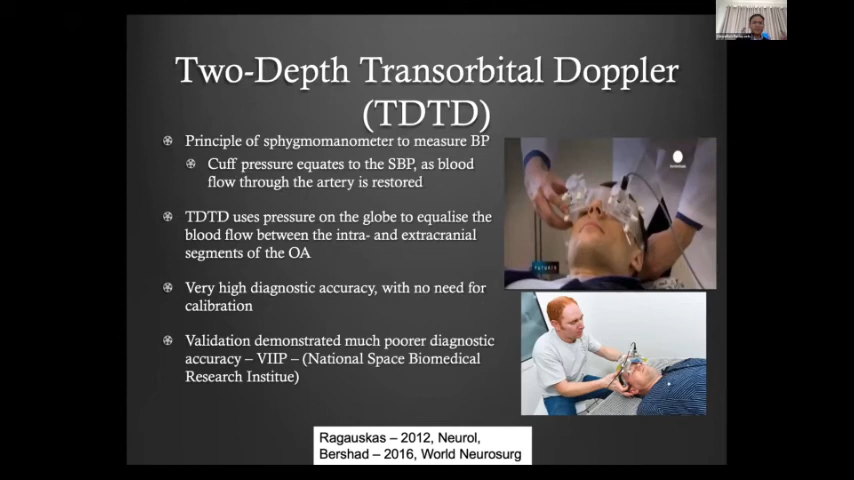 Two-Depth Transorbital Doppler
(TDTD)
Principle of sphygmomanometer to measure BP
Cuff pressure equates to the SBP, as blood
flow through the artery is restored
TDTD uses pressure on the globe to equalise the
blood flow between the intra- and extracranial
segments of the OA
Very high diagnostic accuracy, with no need for
calibration
Validation demonstrated much poorer diagnostic
accuracy – VIIP – (National Space Biomedical
Research Institue)
Ragauskas – 2012, Neurol,
Bershad – 2016, World Neurosurg